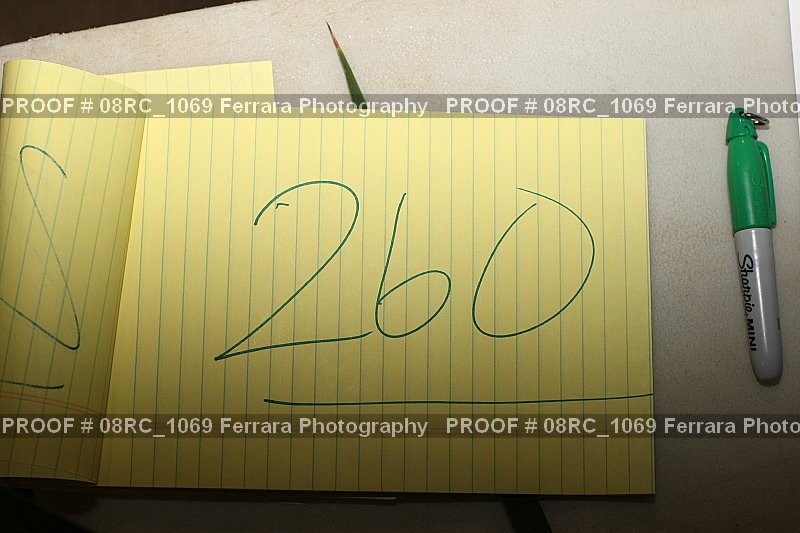 PROOF # 08RC_1069 Ferrara Photography PROOF # 08RC_1069 Ferrara Photo
260
Sharpie MINI
PROOF # 08RC_1069 Ferrara Photography PROOF # 08RC_1069 Ferrara Photo